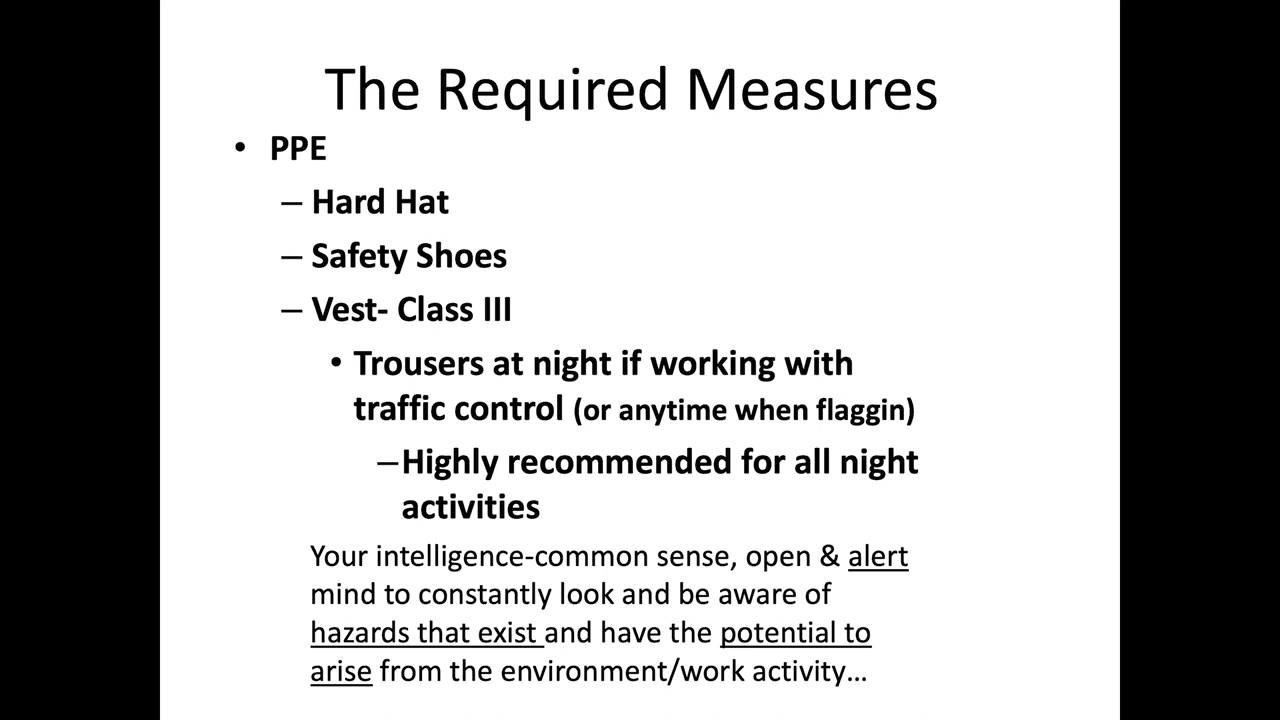 The Required Measures
• PPE
– Hard Hat
– Safety Shoes
– Vest- Class III
• Trousers at night if working with
traffic control (or anytime when flaggin)
–Highly recommended for all night
activities
Your intelligence-common sense, open & alert
mind to constantly look and be aware of
hazards that exist and have the potential to
arise from the environment/work activity…